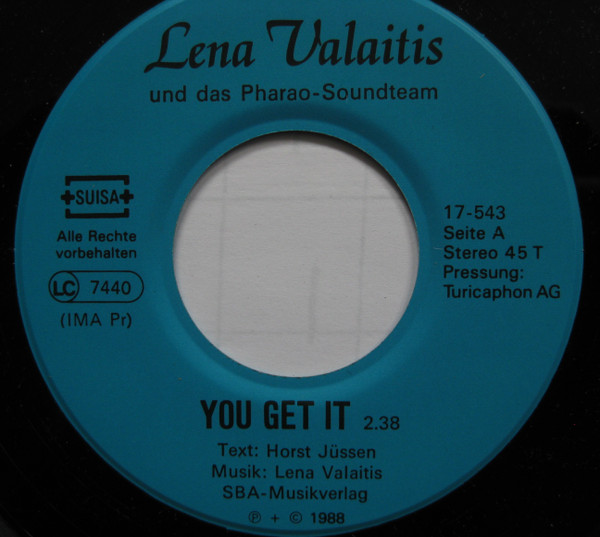 Lena Valaitis
und das Pharao-Soundteam
SUISA
Alle Rechte
vorbehalten
LC 7440
(IMA Pr)
17-543
Seite A
Stereo 45 T
Pressung:
Turicaphon AG
YOU GET IT 2.38
Text: Horst Jüssen
Musik: Lena Valaitis
SBA-Musikverlag
℗ + © 1988